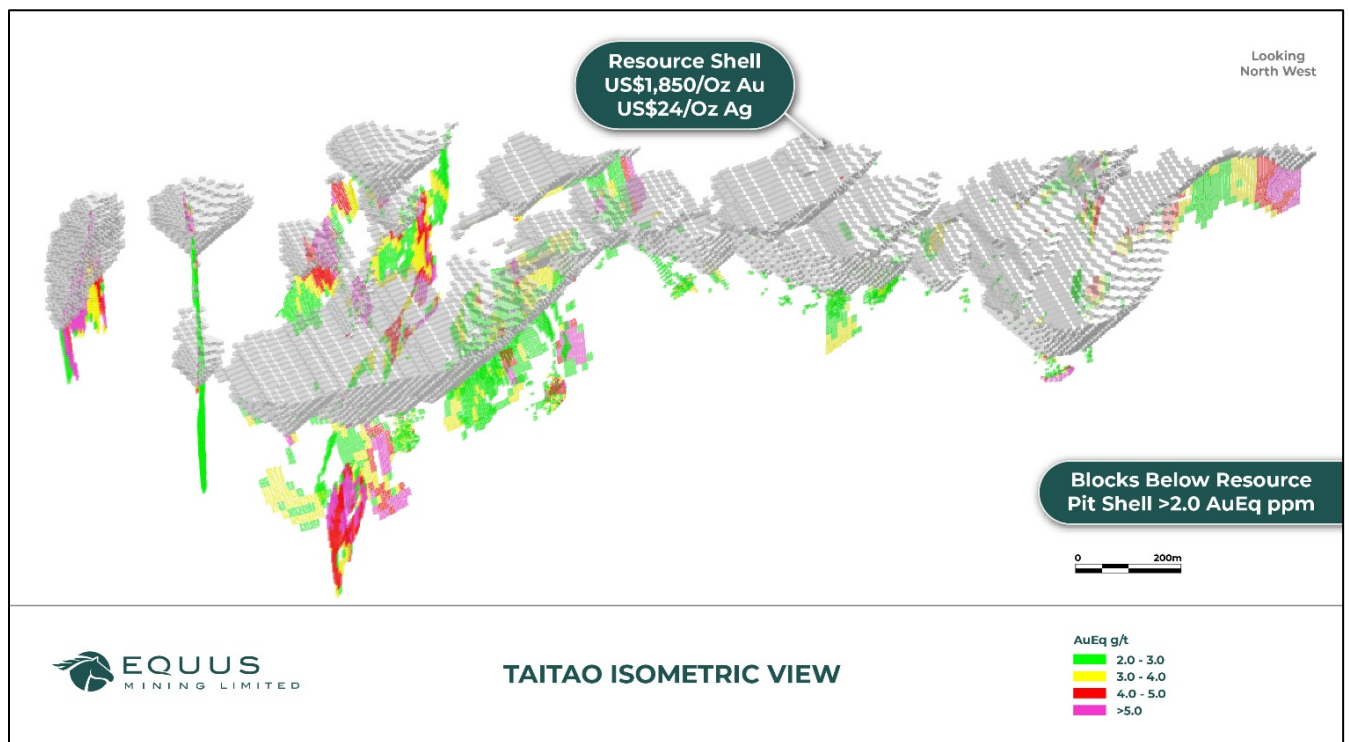 Resource Shell
US$1,850/Oz Au
US$24/Oz Ag
Looking
North West
Blocks Below Resource
Pit Shell >2.0 AuEq ppm
0 200m
EQUUS
MINING LIMITED
TAITAO ISOMETRIC VIEW
AuEq g/t
2.0 - 3.0
3.0 - 4.0
4.0 - 5.0
>5.0